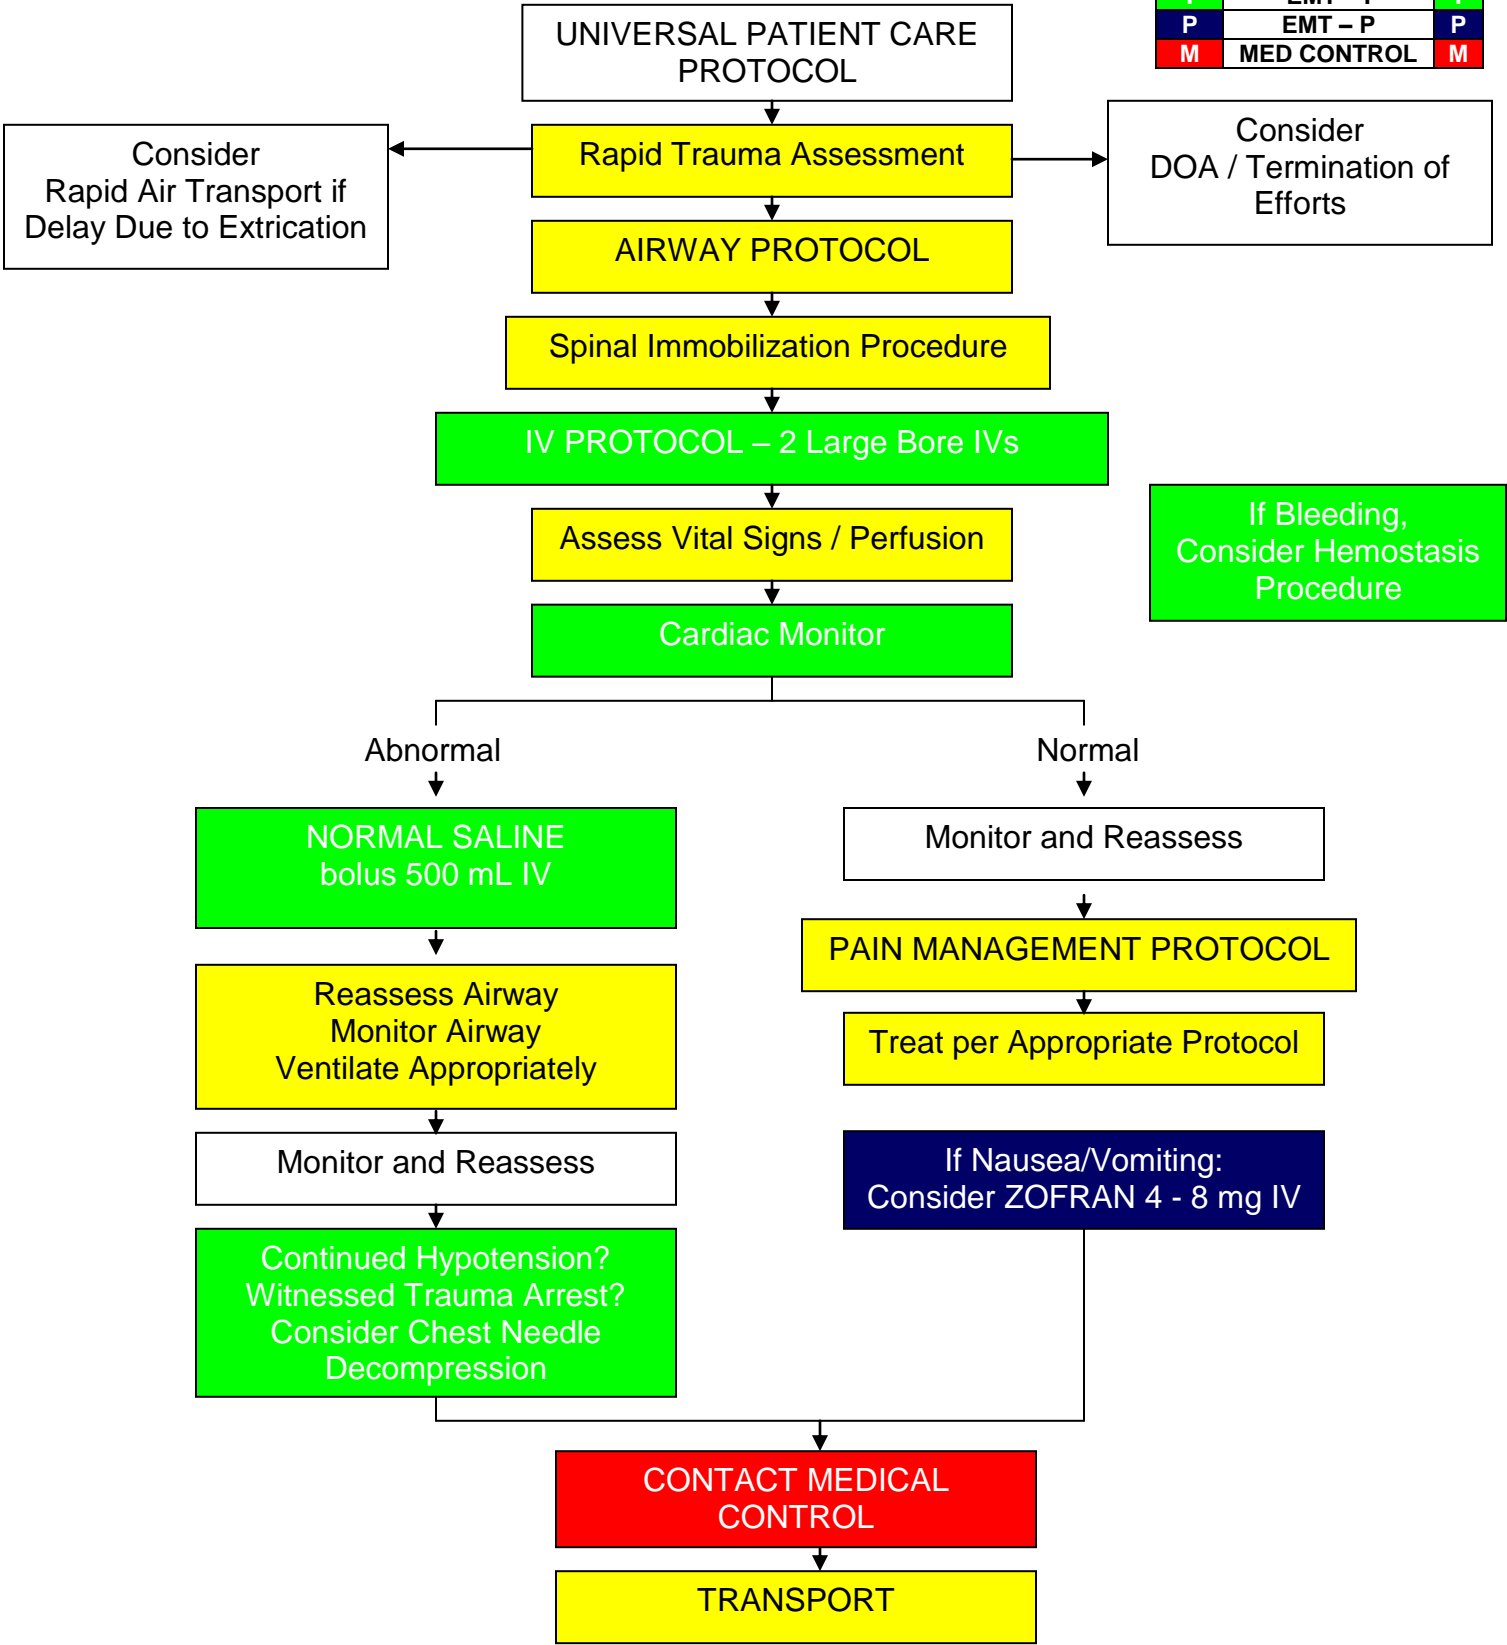 EMT – I
P EMT – P P
M MED CONTROL M
UNIVERSAL PATIENT CARE
PROTOCOL
Consider
Rapid Air Transport if
Delay Due to Extrication
Rapid Trauma Assessment
Consider
DOA / Termination of
Efforts
AIRWAY PROTOCOL
Spinal Immobilization Procedure
IV PROTOCOL – 2 Large Bore IVs
Assess Vital Signs / Perfusion
If Bleeding,
Consider Hemostasis
Procedure
Cardiac Monitor
Abnormal
Normal
NORMAL SALINE
bolus 500 mL IV
Monitor and Reassess
PAIN MANAGEMENT PROTOCOL
Reassess Airway
Monitor Airway
Ventilate Appropriately
Treat per Appropriate Protocol
Monitor and Reassess
If Nausea/Vomiting:
Consider ZOFRAN 4 - 8 mg IV
Continued Hypotension?
Witnessed Trauma Arrest?
Consider Chest Needle
Decompression
CONTACT MEDICAL
CONTROL
TRANSPORT